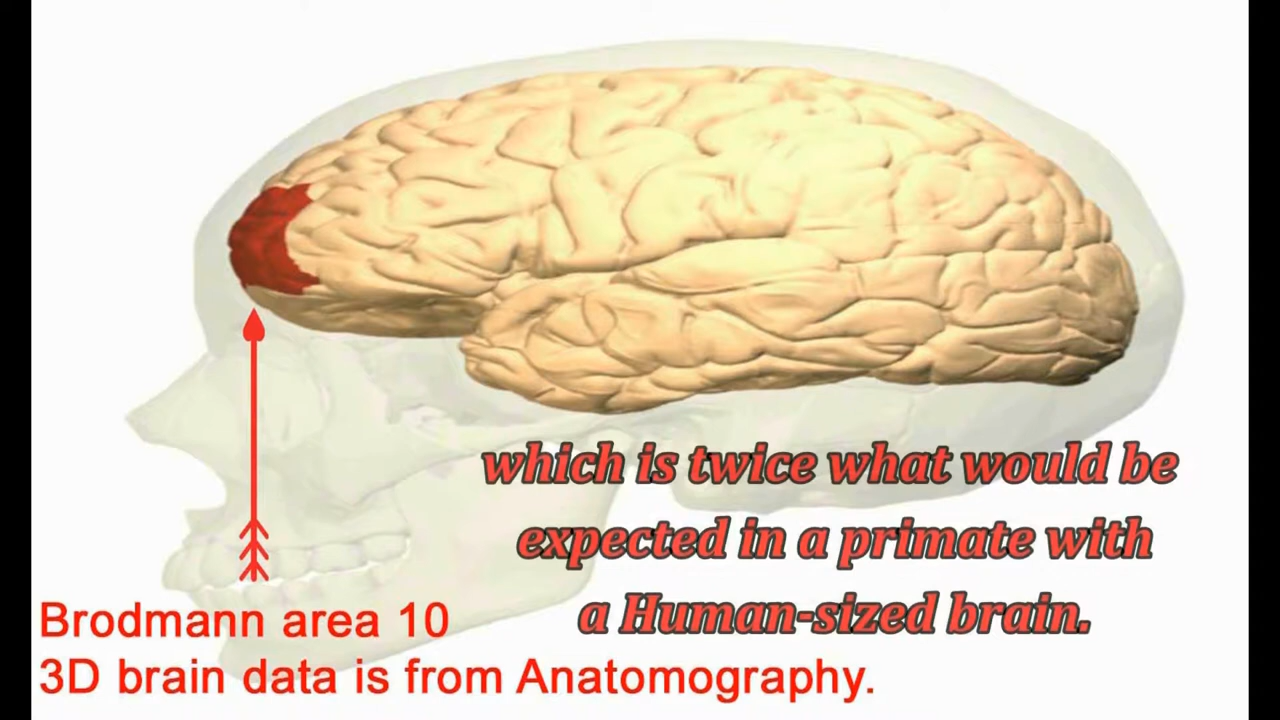 which is twice what would be
expected in a primate with
a Human-sized brain.
Brodmann area 10
3D brain data is from Anatomography.